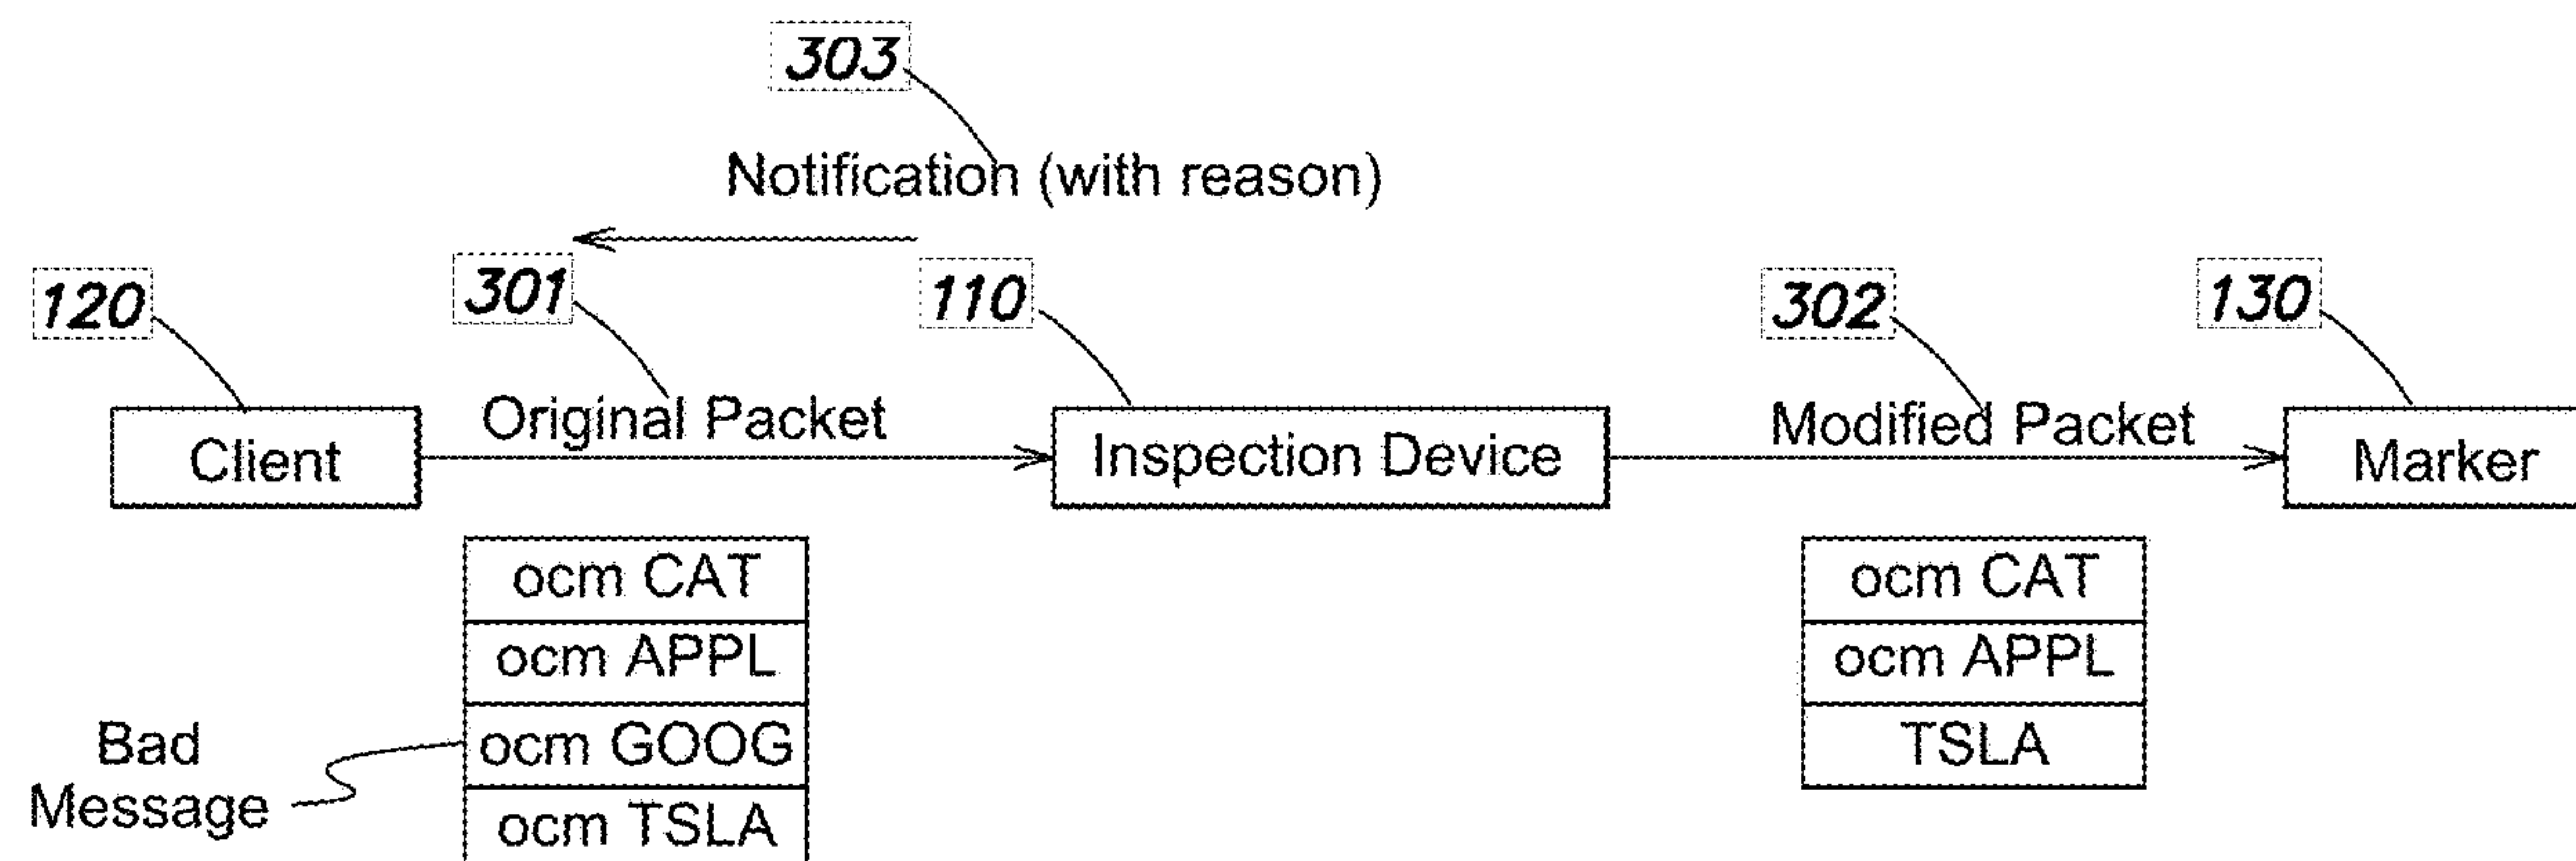 303
Notification (with reason)
120
301
110
302
130
Client
Original Packet
Inspection Device
Modified Packet
Marker
ocm CAT
ocm APPL
ocm GOOG
ocm TSLA
Bad
Message
ocm CAT
ocm APPL
TSLA